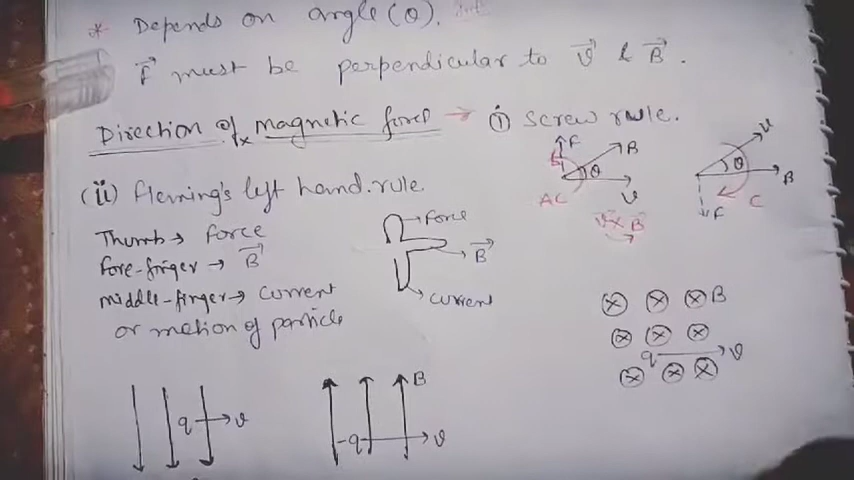 * Depends on angle (θ).
F⃗ must be perpendicular to v⃗ & B⃗.
Direction of magnetic force → (i) screw rule.
F B θ v AC
v θ B F C
v⃗ × B⃗
(ii) Fleming's left hand rule.
Thumb → force
fore-finger → B⃗
middle-finger → current
or motion of particle
force
B⃗
current
B
q v
q v
B
q v